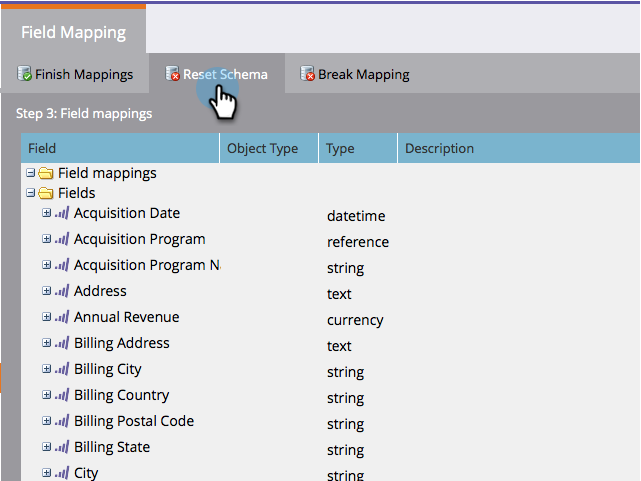 Field Mapping
Finish Mappings Reset Schema Break Mapping
Step 3: Field mappings
Field Object Type Type Description
Field mappings
Fields
Acquisition Date datetime
Acquisition Program reference
Acquisition Program N string
Address text
Annual Revenue currency
Billing Address text
Billing City string
Billing Country string
Billing Postal Code string
Billing State string
City string